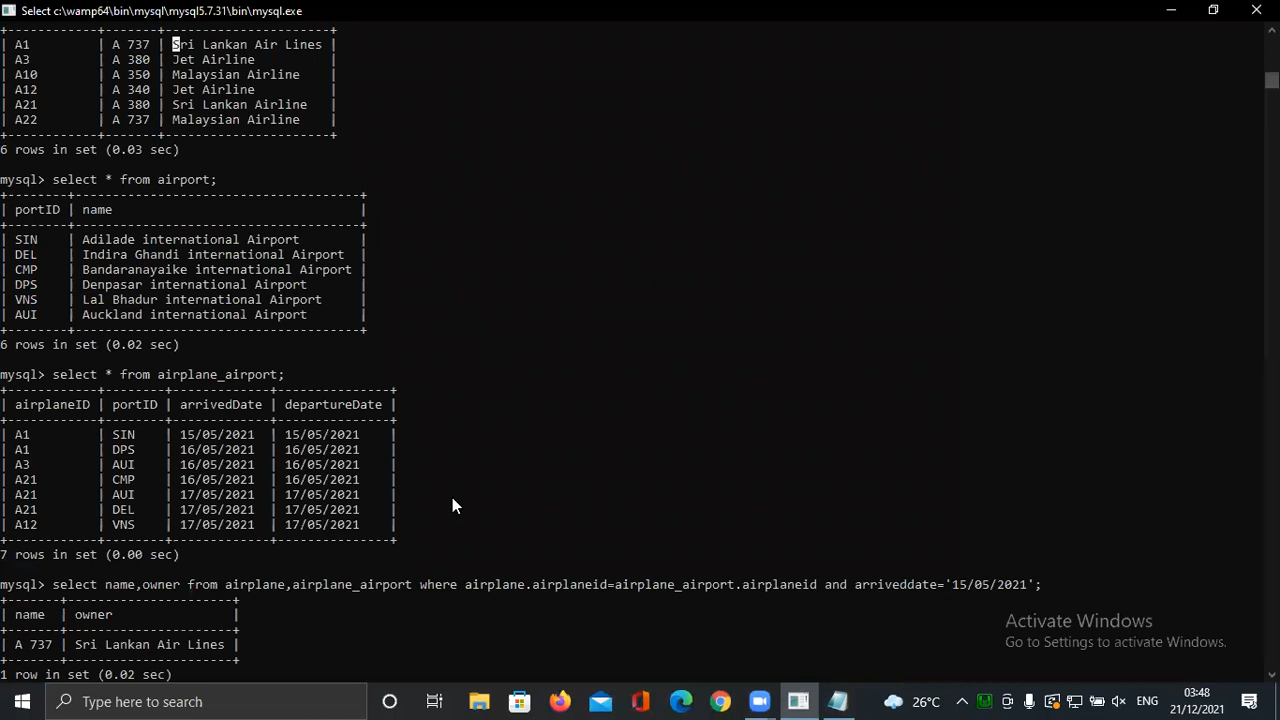 Select c:\wamp64\bin\mysql\mysql5.7.31\bin\mysql.exe
+------------+-------+----------------------+
| A1         | A 737 | Sri Lankan Air Lines |
| A3         | A 380 | Jet Airline          |
| A10        | A 350 | Malaysian Airline    |
| A12        | A 340 | Jet Airline          |
| A21        | A 380 | Sri Lankan Airline   |
| A22        | A 737 | Malaysian Airline    |
+------------+-------+----------------------+
6 rows in set (0.03 sec)
mysql> select * from airport;
+--------+--------------------------------------+
| portID | name                                 |
+--------+--------------------------------------+
| SIN    | Adilade international Airport        |
| DEL    | Indira Ghandi international Airport  |
| CMP    | Bandaranayaike international Airport |
| DPS    | Denpasar international Airport       |
| VNS    | Lal Bhadur international Airport     |
| AUI    | Auckland international Airport       |
+--------+--------------------------------------+
6 rows in set (0.02 sec)
mysql> select * from airplane_airport;
+------------+--------+-------------+---------------+
| airplaneID | portID | arrivedDate | departureDate |
+------------+--------+-------------+---------------+
| A1         | SIN    | 15/05/2021  | 15/05/2021    |
| A1         | DPS    | 16/05/2021  | 16/05/2021    |
| A3         | AUI    | 16/05/2021  | 16/05/2021    |
| A21        | CMP    | 16/05/2021  | 16/05/2021    |
| A21        | AUI    | 17/05/2021  | 17/05/2021    |
| A21        | DEL    | 17/05/2021  | 17/05/2021    |
| A12        | VNS    | 17/05/2021  | 17/05/2021    |
+------------+--------+-------------+---------------+
7 rows in set (0.00 sec)
mysql> select name,owner from airplane,airplane_airport where airplane.airplaneid=airplane_airport.airplaneid and arriveddate='15/05/2021';
+-------+----------------------+
| name  | owner                |
+-------+----------------------+
| A 737 | Sri Lankan Air Lines |
+-------+----------------------+
1 row in set (0.02 sec)
Activate Windows
Go to Settings to activate Windows.
Type here to search
26°C
ENG
03:48
21/12/2021